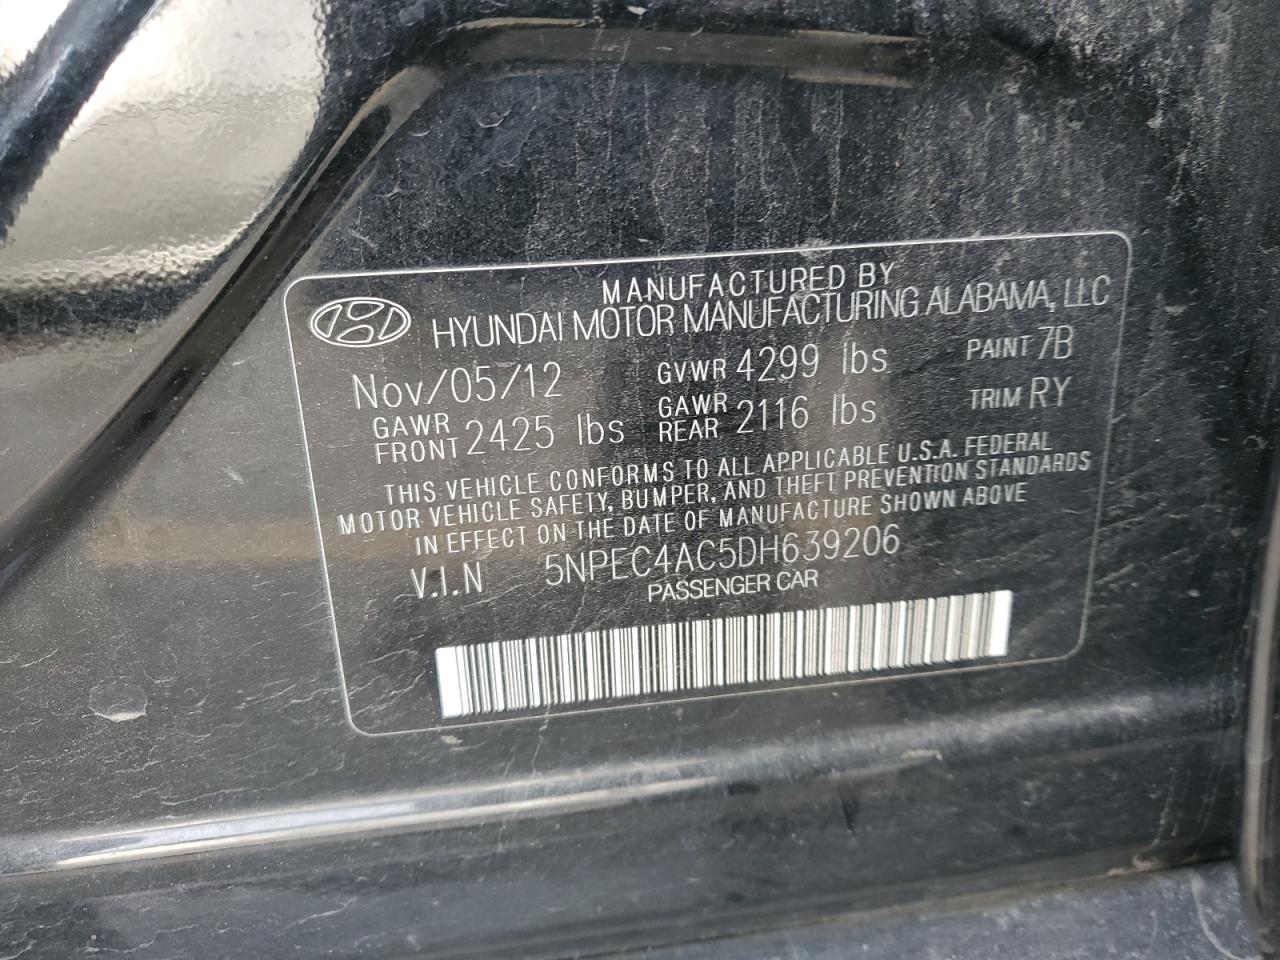 MANUFACTURED BY
HYUNDAI MOTOR MANUFACTURING ALABAMA, LLC
Nov/05/12 GVWR 4299 lbs PAINT 7B
GAWR FRONT 2425 lbs GAWR REAR 2116 lbs TRIM RY
THIS VEHICLE CONFORMS TO ALL APPLICABLE U.S.A. FEDERAL
MOTOR VEHICLE SAFETY, BUMPER, AND THEFT PREVENTION STANDARDS
IN EFFECT ON THE DATE OF MANUFACTURE SHOWN ABOVE
V.I.N 5NPEC4AC5DH639206
PASSENGER CAR